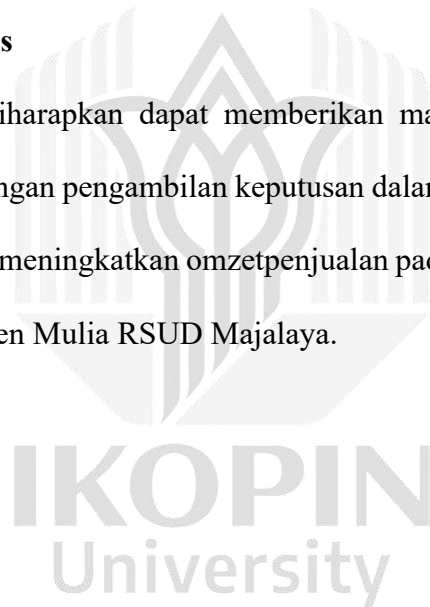 s
iharapkan dapat memberikan ma
ngan pengambilan keputusan dalan
meningkatkan omzetpenjualan pad
en Mulia RSUD Majalaya.
IKOPIN
University